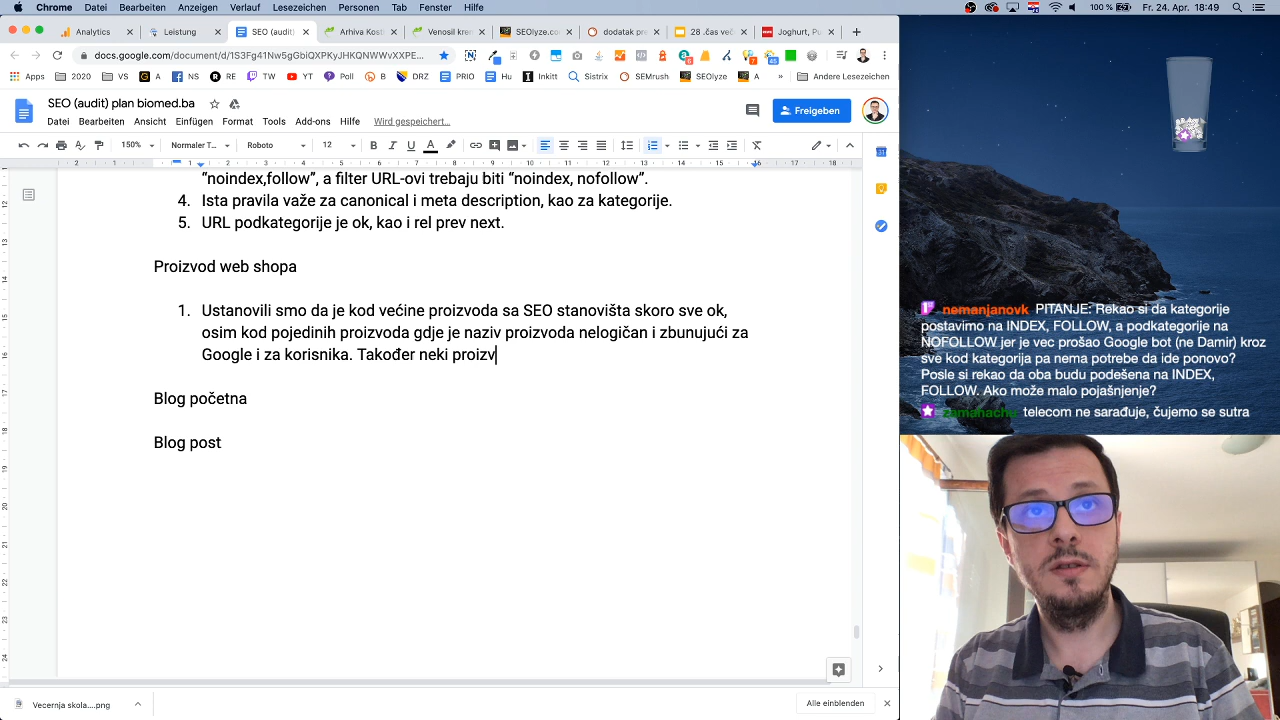 Chrome Datei Bearbeiten Anzeigen Verlauf Lesezeichen Personen Tab Fenster Hilfe
100 % Fr. 24. Apr. 18:49
Analytics
Leistung
SEO (audit)
Arhiva Kosti
Venosil kren
SEOlyze.co
dodatak pre
28 .čas več
Joghurt, Pu
docs.google.com/document/d/1S3Fg41Nw5gGbiQXPKyJHKQNWWvXXPE...
Apps 2020 VS A NS RE TW YT Poll B DRZ PRIO Hu Inkitt Sistrix SEMrush SEOlyze A » Andere Lesezeichen
SEO (audit) plan biomed.ba
Datei Bearbeiten Ansicht Einfügen Format Tools Add-ons Hilfe Wird gespeichert...
Freigeben
150% Normaler T... Roboto 12
“noindex,follow”, a filter URL-ovi trebaju biti “noindex, nofollow”.
4. Ista pravila važe za canonical i meta description, kao za kategorije.
5. URL podkategorije je ok, kao i rel prev next.
Proizvod web shopa
1. Ustanovili smo da je kod većine proizvoda sa SEO stanovišta skoro sve ok,
osim kod pojedinih proizvoda gdje je naziv proizvoda nelogičan i zbunujući za
Google i za korisnika. Također neki proizv
Blog početna
Blog post
nemanjanovk PITANJE: Rekao si da kategorije
postavimo na INDEX, FOLLOW, a podkategorije na
NOFOLLOW jer je vec prošao Google bot (ne Damir) kroz
sve kod kategorija pa nema potrebe da ide ponovo?
Posle si rekao da oba budu podešena na INDEX,
FOLLOW. Ako može malo pojašnjenje?
zamanacha telecom ne sarađuje, čujemo se sutra
Vecernja skola....png
Alle einblenden